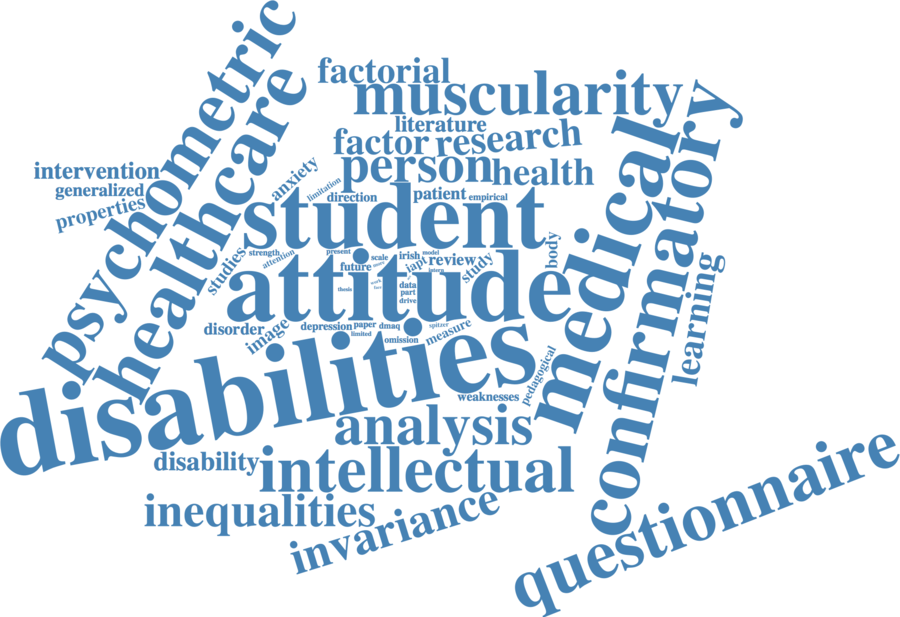 psychometric
healthcare
factorial
muscularity
literature
factor
research
person
health
intervention
generalized
properties
anxiety
limitation
direction
patient
empirical
student
medical
confirmatory
studies
strength
attention
present
scale
irish
model
future
iapt
review
study
body
attitude
thesis
work
data
part
drive
learning
disorder
image
depression
paper
limited
dmaq
omission
spitzer
measure
disabilities
weaknesses
pedagogical
analysis
disability
intellectual
inequalities
invariance
questionnaire